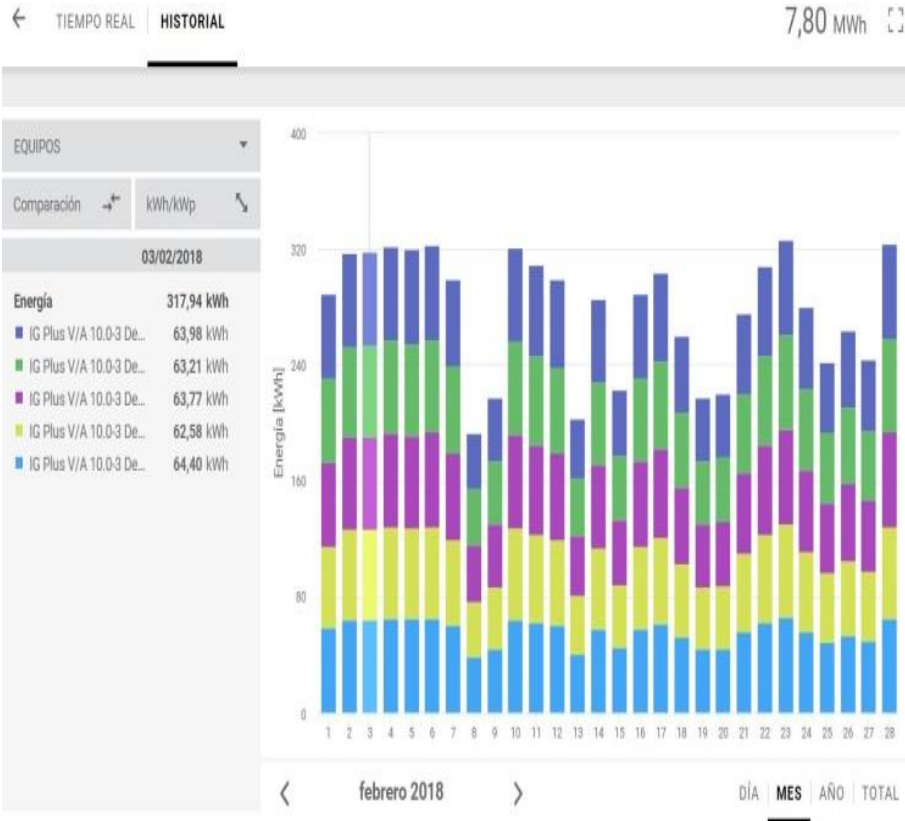 TIEMPO REAL HISTORIAL 7,80 MWh
EQUIPOS
Comparación kWh/kWp
03/02/2018
Energía 317,94 kWh
IG Plus V/A 10.0-3 De... 63,98 kWh
IG Plus V/A 10.0-3 De... 63,21 kWh
IG Plus V/A 10.0-3 De... 63,77 kWh
IG Plus V/A 10.0-3 De... 62,58 kWh
IG Plus V/A 10.0-3 De... 64,40 kWh
Energía [kWh]
400
320
240
160
80
0
1 2 3 4 5 6 7 8 9 10 11 12 13 14 15 16 17 18 19 20 21 22 23 24 25 26 27 28
febrero 2018 DÍA MES AÑO TOTAL